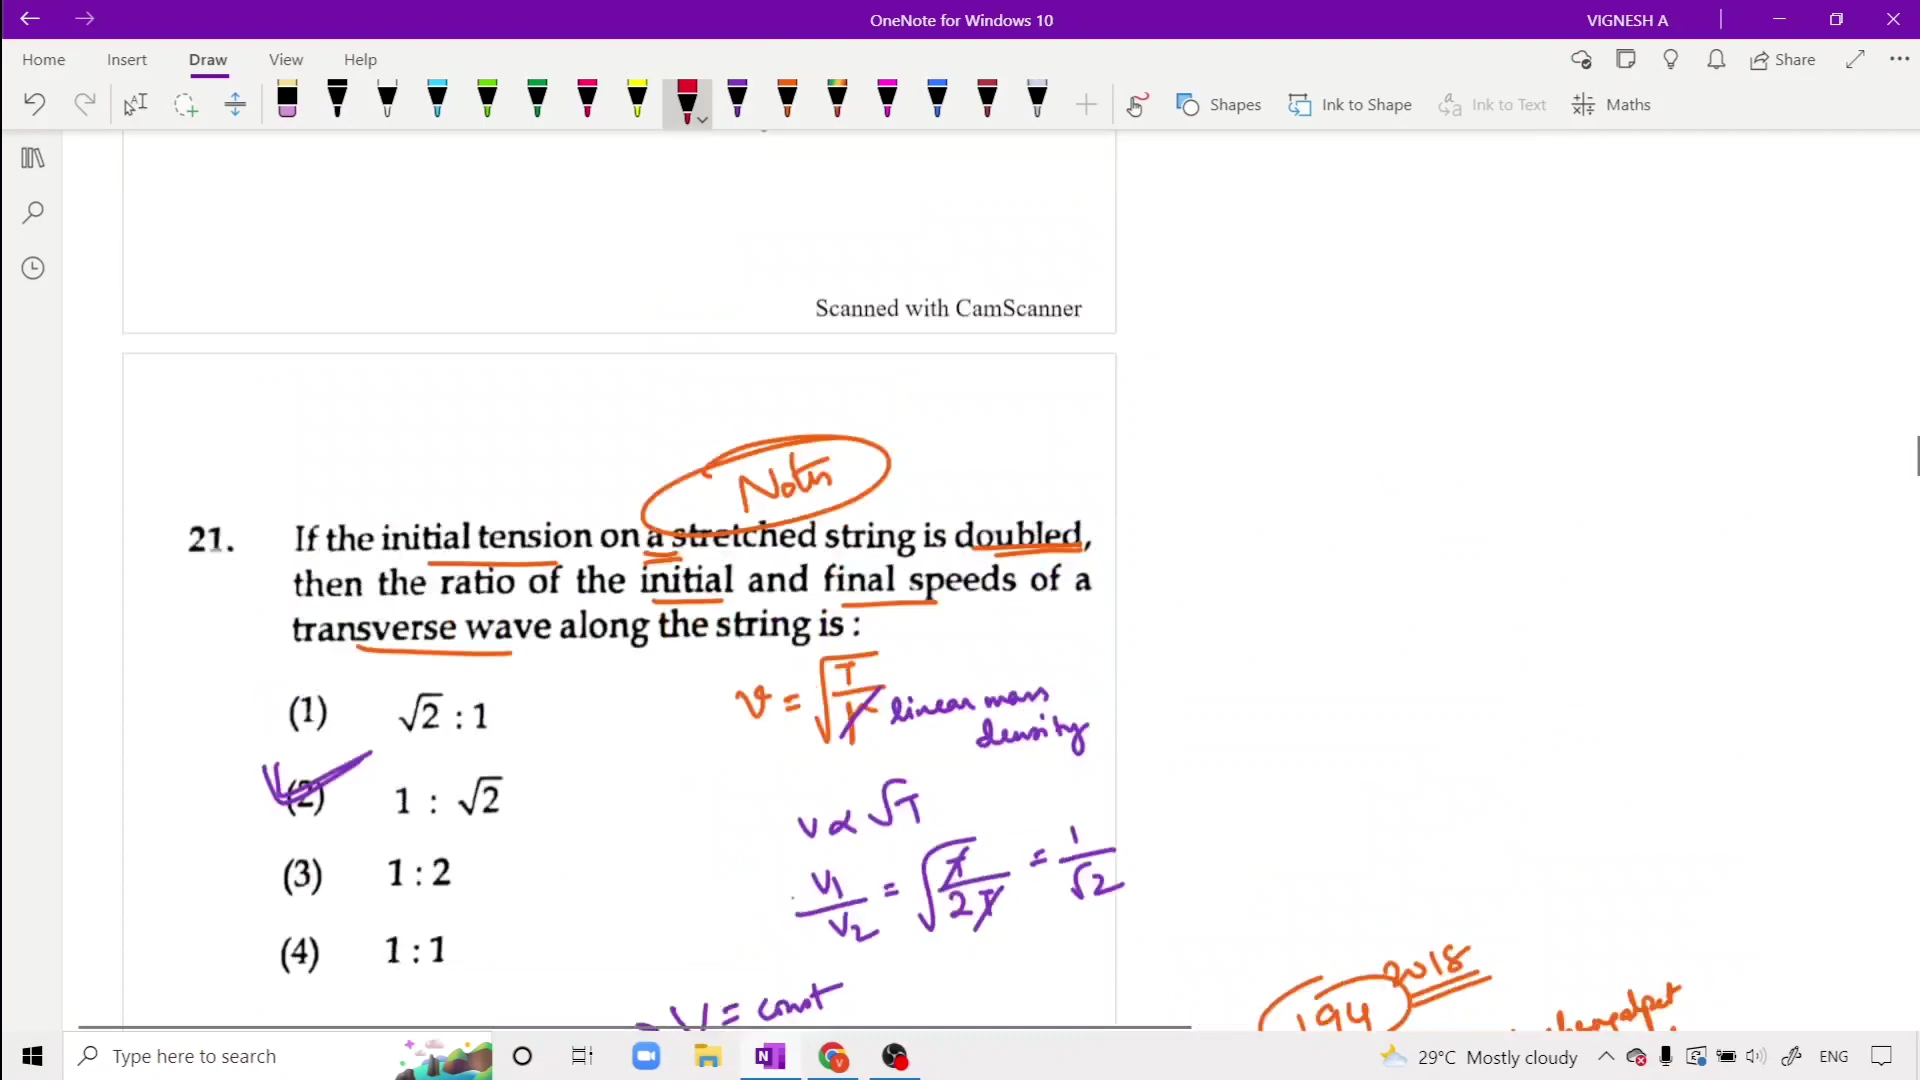 OneNote for Windows 10
VIGNESH A
Home Insert Draw View Help
Share
Shapes Ink to Shape Ink to Text Maths
Scanned with CamScanner
Notes
21. If the initial tension on a stretched string is doubled,
then the ratio of the initial and final speeds of a
transverse wave along the string is :
(1) √2 : 1
(2) 1 : √2
(3) 1 : 2
(4) 1 : 1
v = √(T/μ) linear mass
density
v ∝ √T
V1/V2 = √(T/2T) = 1/√2
V = const
2018
194
Type here to search
29°C Mostly cloudy
ENG